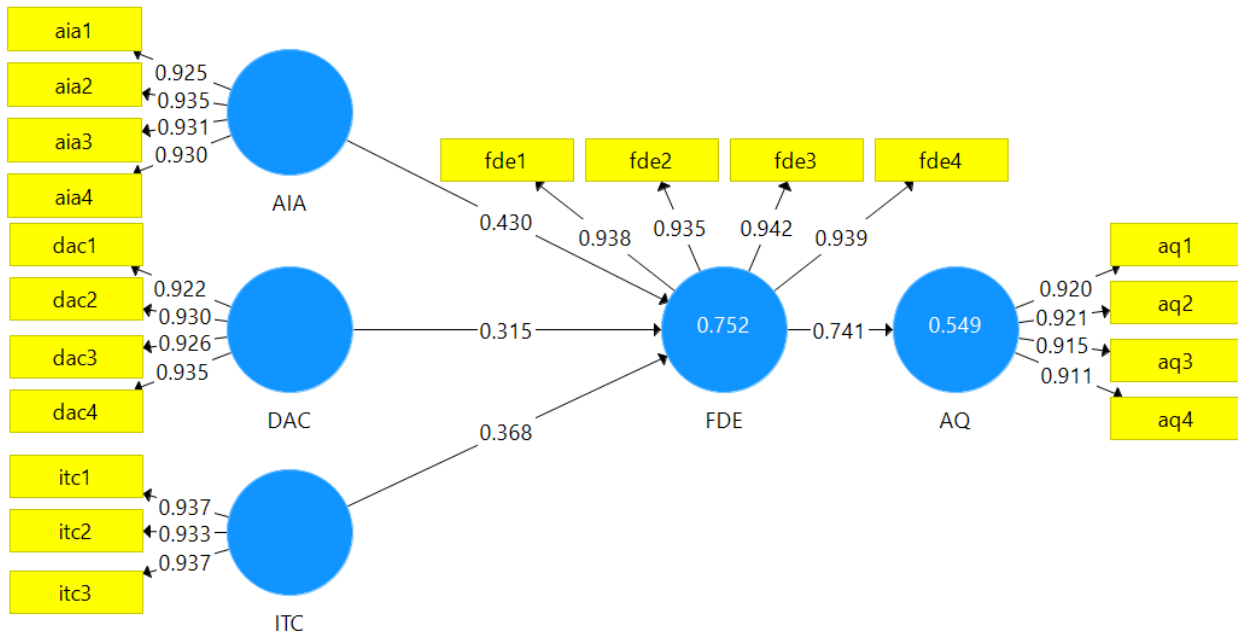 aia1
0.925
aia2
0.935
aia3
0.931
aia4
0.930
AIA
dac1
0.922
dac2
0.930
dac3
0.926
dac4
0.935
DAC
itc1
0.937
itc2
0.933
itc3
0.937
ITC
0.430
0.315
0.368
fde1
fde2
fde3
fde4
0.938
0.935
0.942
0.939
0.752
FDE
0.741
0.549
AQ
0.920
aq1
0.921
aq2
0.915
aq3
0.911
aq4